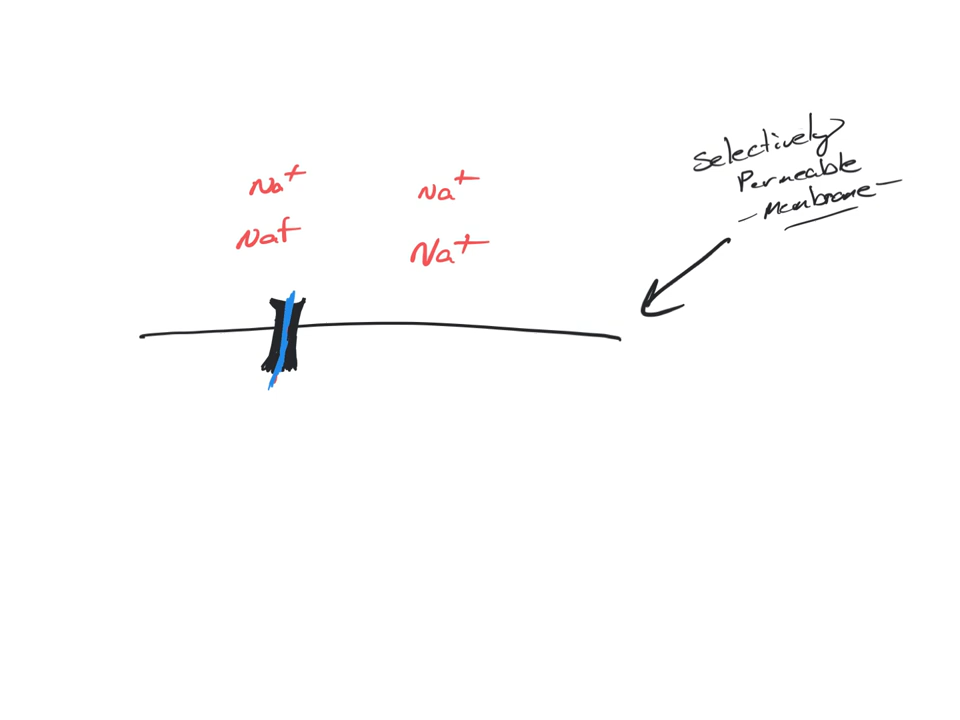 Na+ Na+
Na+ Na+
Selectively
Permeable
- Membrane -